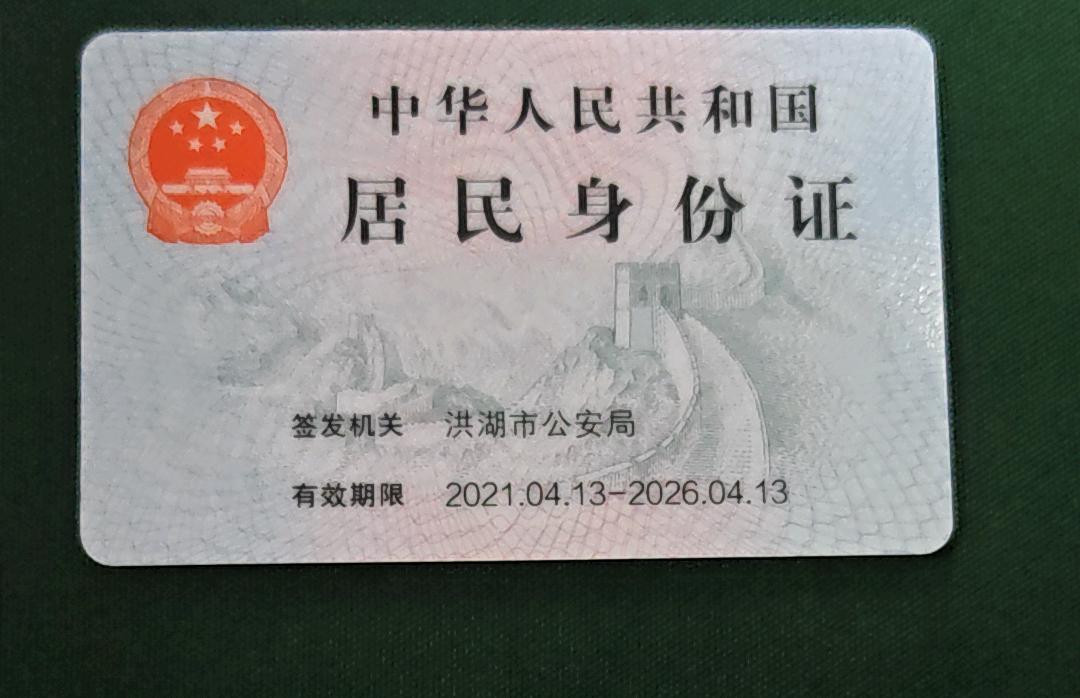 中华人民共和国
居民身份证
签发机关 洪湖市公安局
有效期限 2021.04.13-2026.04.13